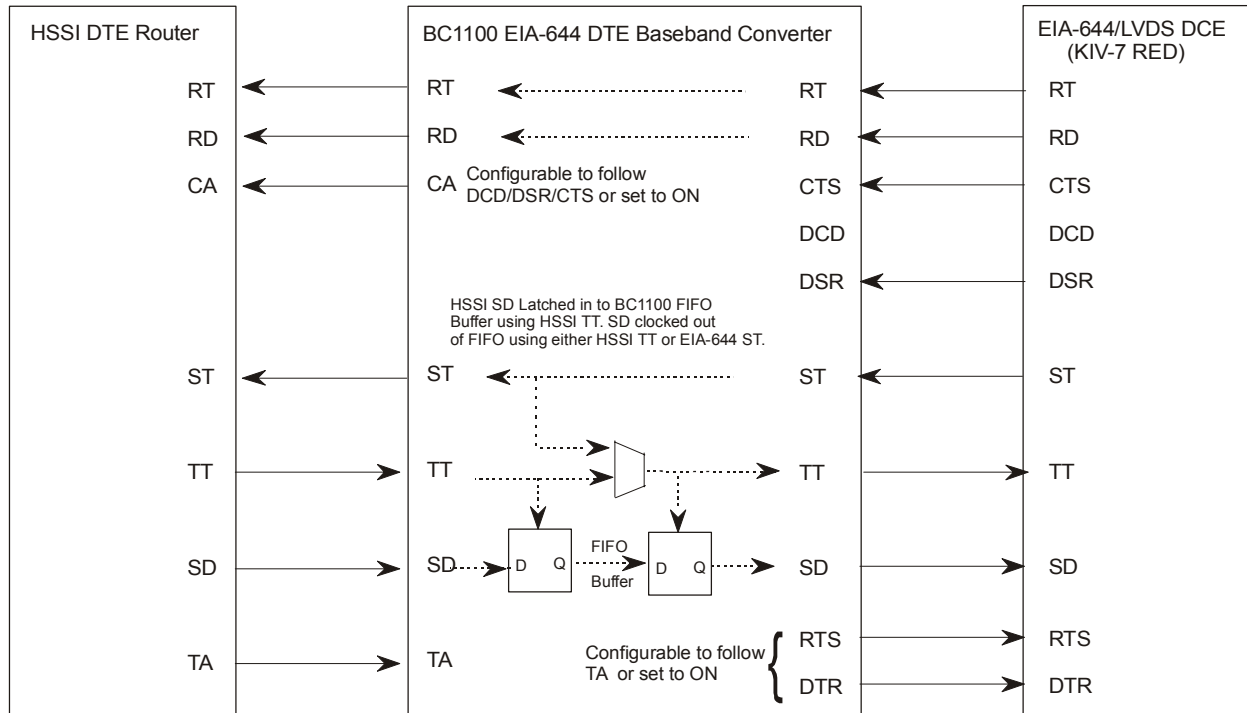 HSSI DTE Router
BC1100 EIA-644 DTE Baseband Converter
EIA-644/LVDS DCE
(KIV-7 RED)
RT RT RT RT
RD RD RD RD
CA CA Configurable to follow CTS CTS
DCD/DSR/CTS or set to ON
DCD DCD
DSR DSR
HSSI SD Latched in to BC1100 FIFO
Buffer using HSSI TT. SD clocked out
of FIFO using either HSSI TT or EIA-644 ST.
ST ST ST ST
TT TT TT TT
FIFO
SD SD D Q D Q SD SD
Buffer
RTS RTS
TA TA Configurable to follow
TA or set to ON
DTR DTR